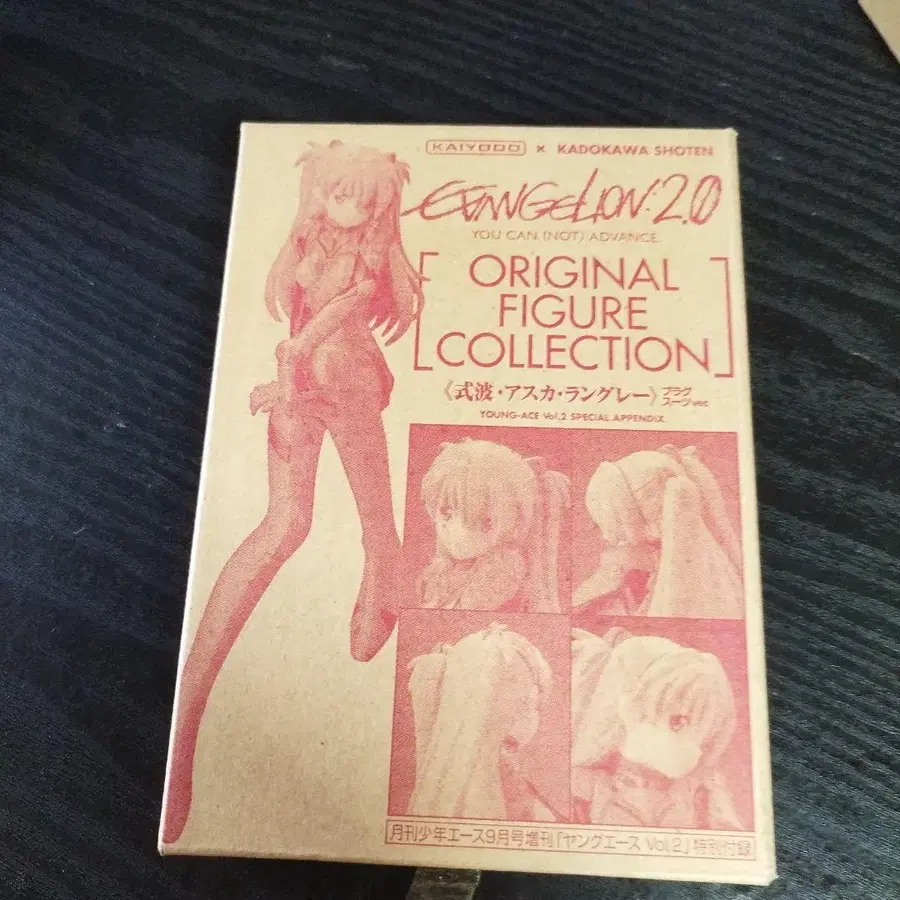 KAIYODO × KADOKAWA SHOTEN
EVANGELION:2.0
YOU CAN (NOT) ADVANCE.
ORIGINAL
FIGURE
COLLECTION
《式波・アスカ・ラングレー》プラグスーツver.
YOUNG-ACE Vol.2 SPECIAL APPENDIX
月刊少年エース9月号増刊「ヤングエース Vol.2」特別付録